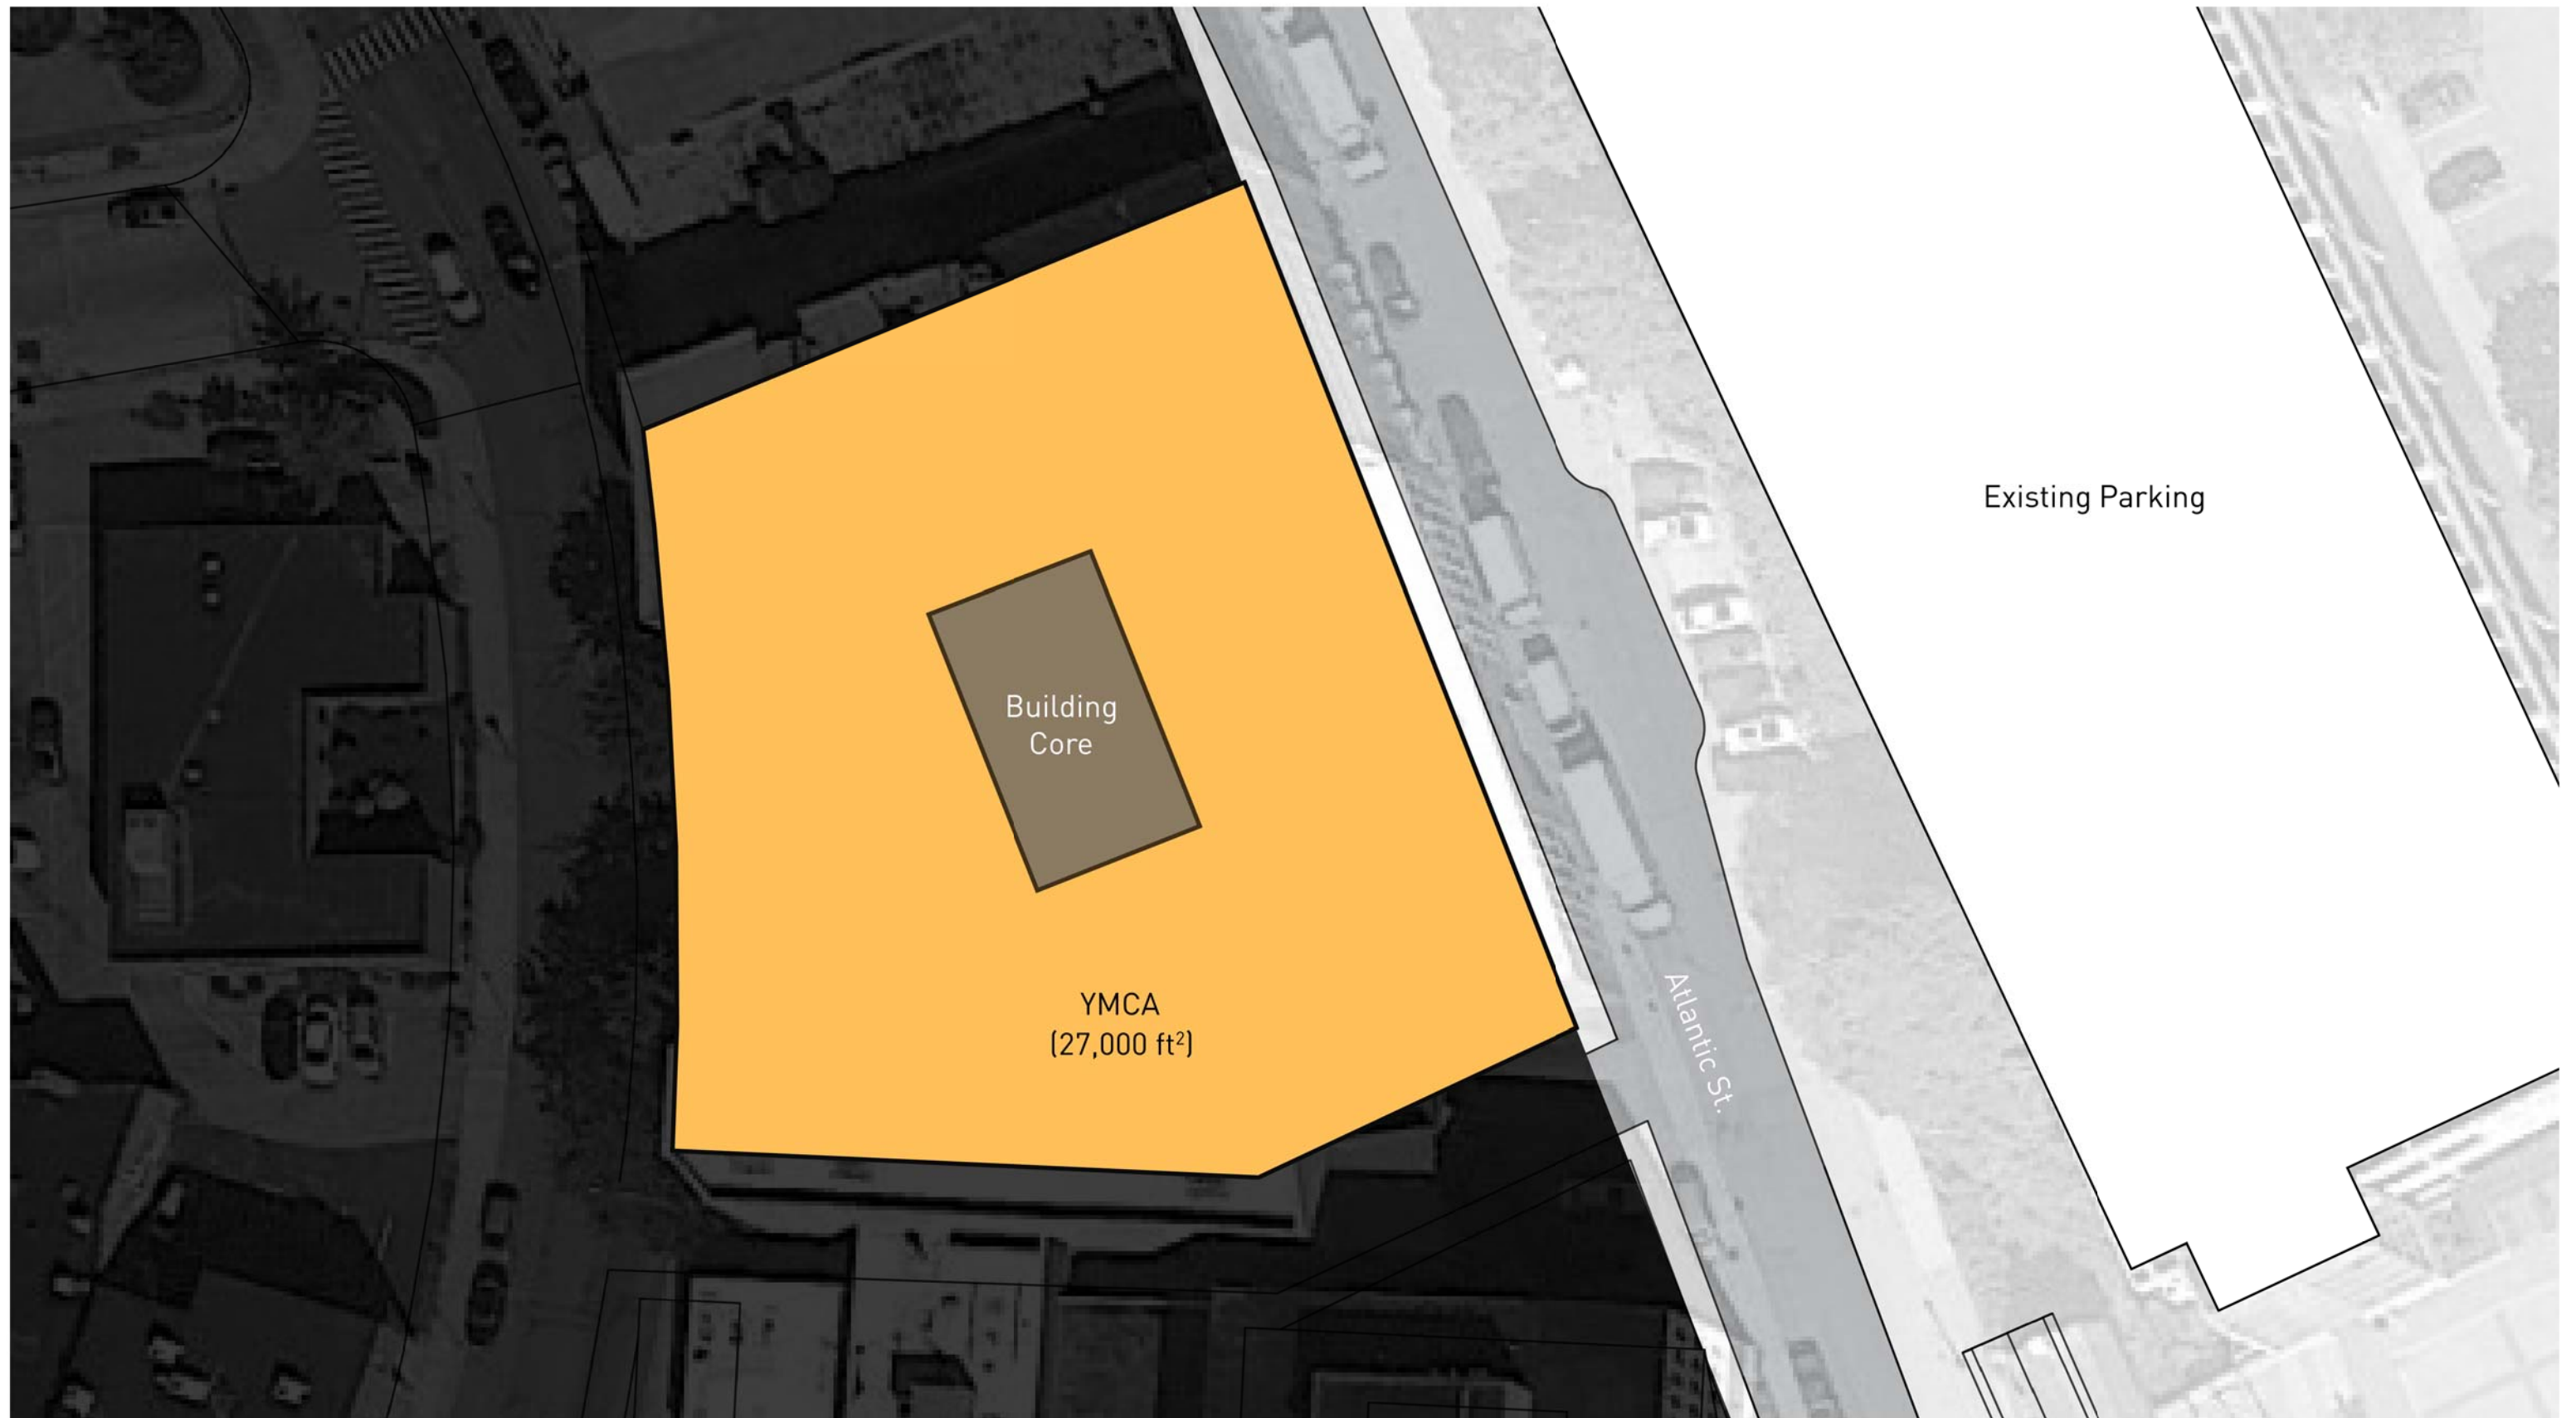 Existing Parking
Building
Core
YMCA
(27,000 ft²)
Atlantic St.